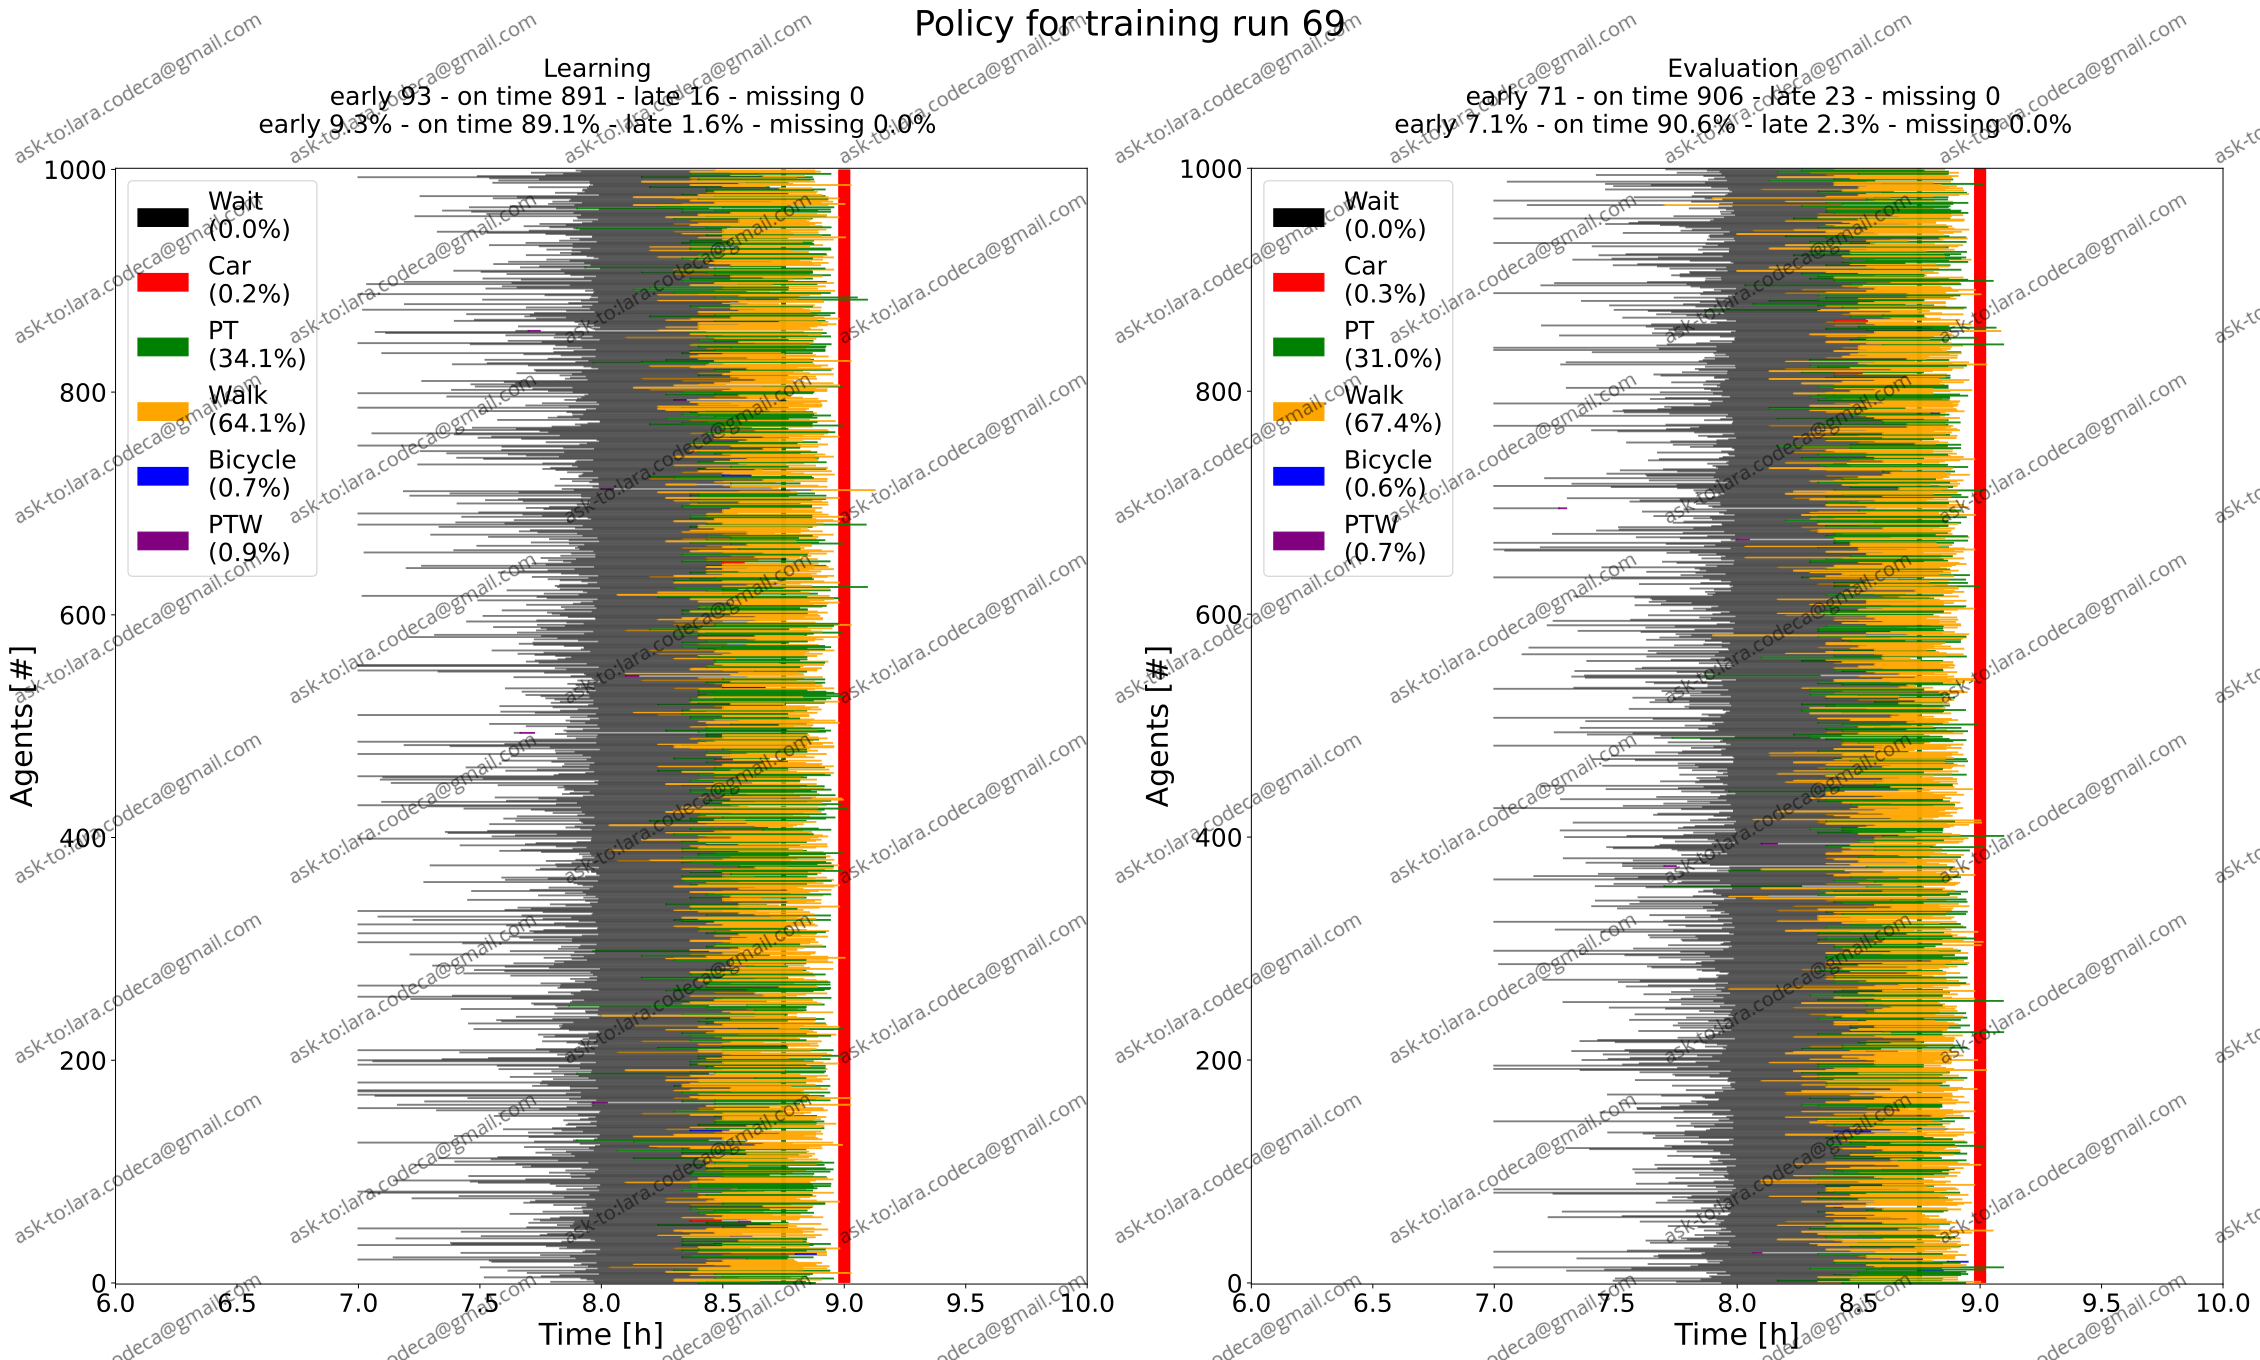 Policy for training run 69
Learning
early 93 - on time 891 - late 16 - missing 0
early 9.3% - on time 89.1% - late 1.6% - missing 0.0%
Wait
(0.0%)
Car
(0.2%)
PT
(34.1%)
Walk
(64.1%)
Bicycle
(0.7%)
PTW
(0.9%)
1000
800
600
400
200
0
Agents [#]
6.0 6.5 7.0 7.5 8.0 8.5 9.0 9.5 10.0
Time [h]
Evaluation
early 71 - on time 906 - late 23 - missing 0
early 7.1% - on time 90.6% - late 2.3% - missing 0.0%
Wait
(0.0%)
Car
(0.3%)
PT
(31.0%)
Walk
(67.4%)
Bicycle
(0.6%)
PTW
(0.7%)
1000
800
600
400
200
0
Agents [#]
6.0 6.5 7.0 7.5 8.0 8.5 9.0 9.5 10.0
Time [h]
ask-to:lara.codeca@gmail.com